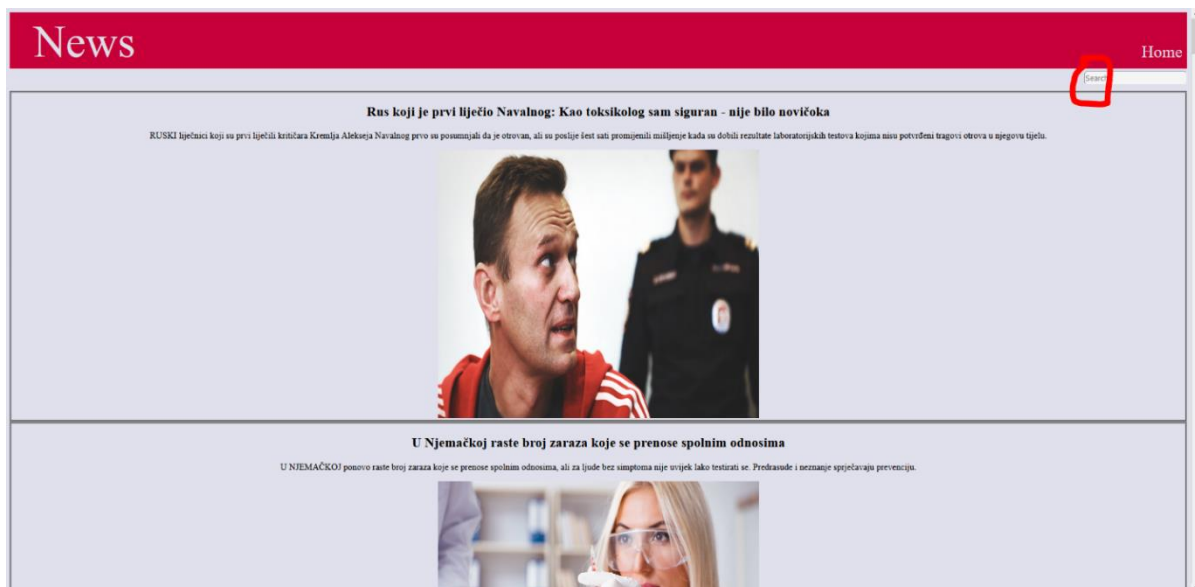 News
Home
Search
Rus koji je prvi liječio Navalnog: Kao toksikolog sam siguran - nije bilo novičoka
RUSKI liječnici koji su prvi liječili kritičara Kremlja Alekseja Navalnog prvo su posumnjali da je otrovan, ali su poslije šest sati promijenili mišljenje kada su dobili rezultate laboratorijskih testova kojima nisu potvrđeni tragovi otrova u njegovu tijelu.
U Njemačkoj raste broj zaraza koje se prenose spolnim odnosima
U NJEMAČKOJ ponovo raste broj zaraza koje se prenose spolnim odnosima, ali za ljude bez simptoma nije uvijek lako testirati se. Predrasude i neznanje sprječavaju prevenciju.